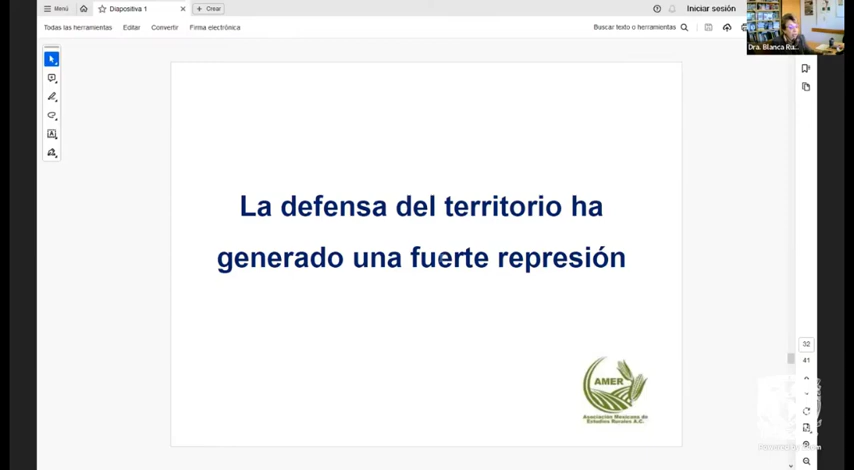 Menú
Diapositiva 1
Crear
Iniciar sesión
Todas las herramientas
Editar
Convertir
Firma electrónica
Buscar texto o herramientas
Dra. Blanca Ru...
La defensa del territorio ha
generado una fuerte represión
AMER
Asociación Mexicana de
Estudios Rurales A.C.
32
41